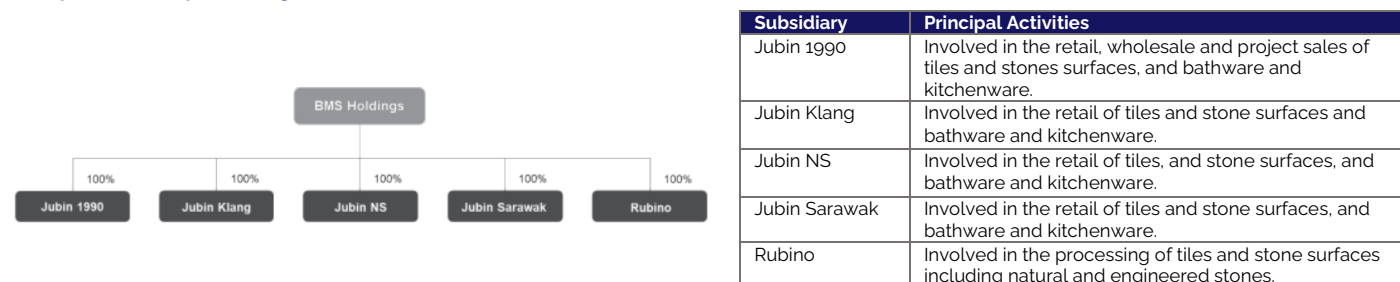 BMS Holdings
100%
100%
100%
100%
100%
Jubin 1990
Jubin Klang
Jubin NS
Jubin Sarawak
Rubino
Subsidiary Principal Activities
Jubin 1990 Involved in the retail, wholesale and project sales of
tiles and stones surfaces, and bathware and
kitchenware.
Jubin Klang Involved in the retail of tiles and stone surfaces and
bathware and kitchenware.
Jubin NS Involved in the retail of tiles, and stone surfaces, and
bathware and kitchenware.
Jubin Sarawak Involved in the retail of tiles and stone surfaces, and
bathware and kitchenware.
Rubino Involved in the processing of tiles and stone surfaces
including natural and engineered stones.